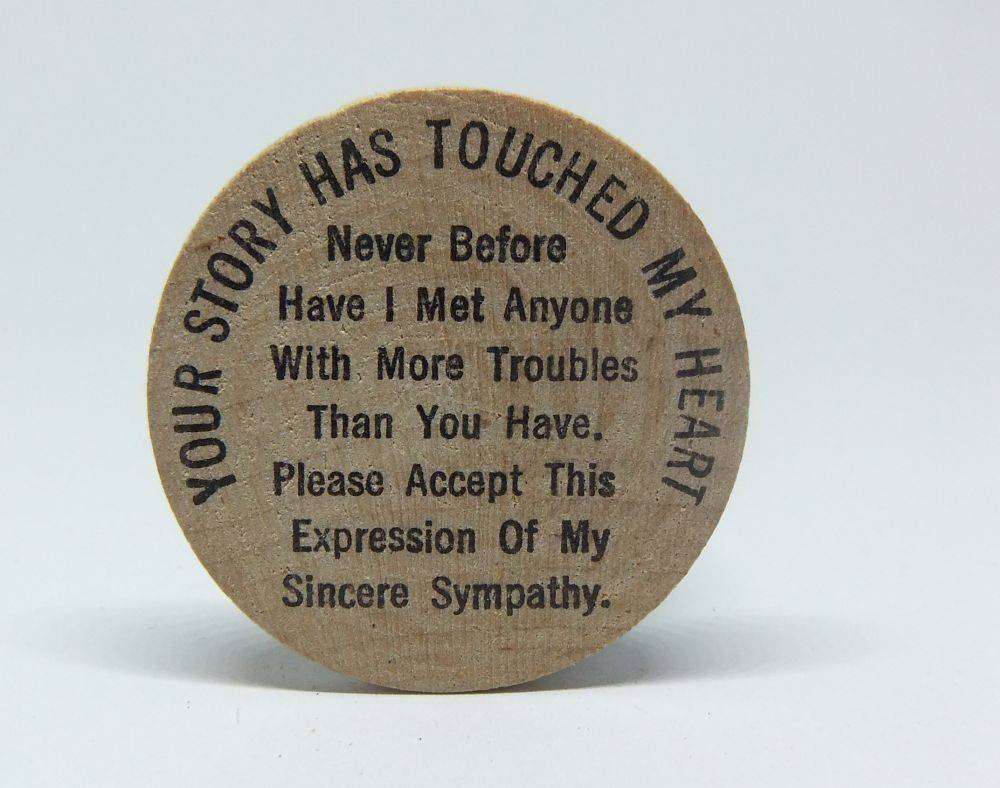 YOUR STORY HAS TOUCHED MY HEART
Never Before
Have I Met Anyone
With More Troubles
Than You Have.
Please Accept This
Expression Of My
Sincere Sympathy.